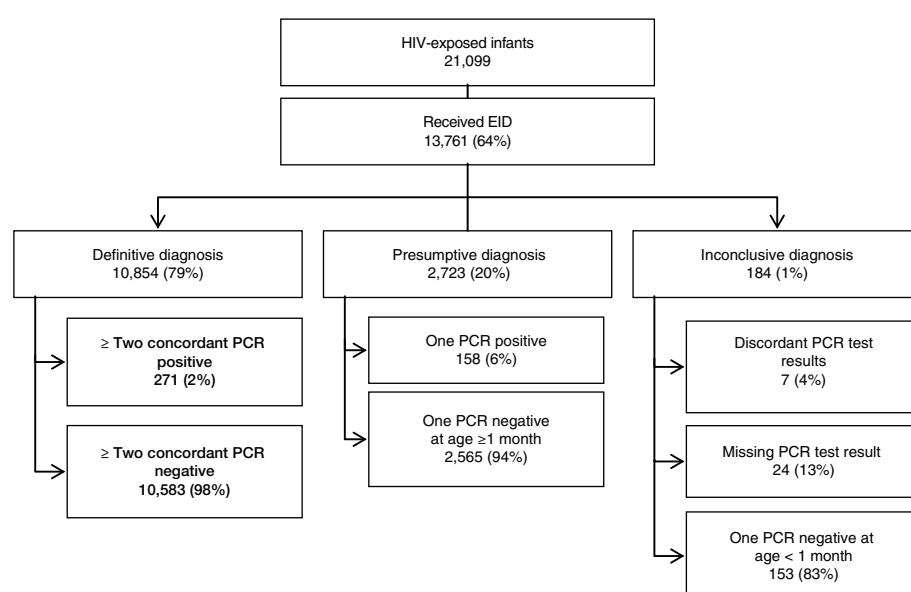 HIV-exposed infants
21,099
Received EID
13,761 (64%)
Definitive diagnosis
10,854 (79%)
≥ Two concordant PCR
positive
271 (2%)
≥ Two concordant PCR
negative
10,583 (98%)
Presumptive diagnosis
2,723 (20%)
One PCR positive
158 (6%)
One PCR negative
at age ≥1 month
2,565 (94%)
Inconclusive diagnosis
184 (1%)
Discordant PCR test
results
7 (4%)
Missing PCR test result
24 (13%)
One PCR negative at
age < 1 month
153 (83%)